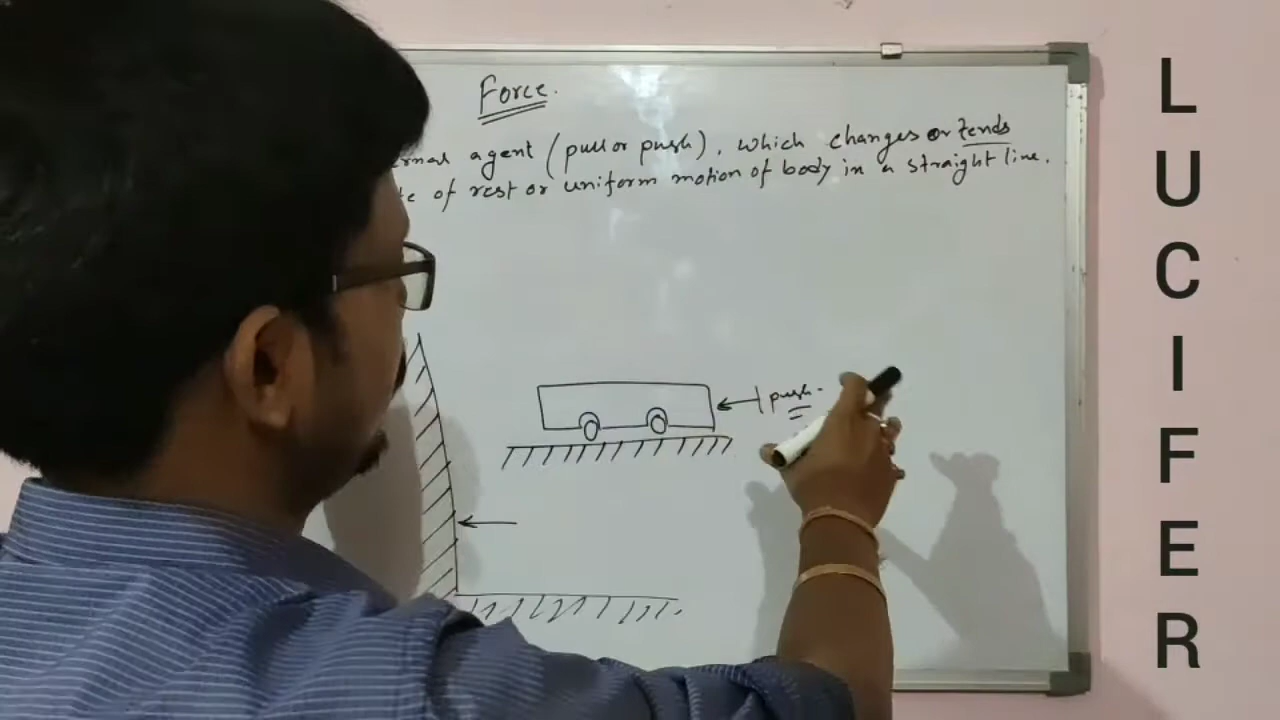 Force.
agent (pull or push), which changes or tends
of rest or uniform motion of body in a straight line.
push.
LUCIFER